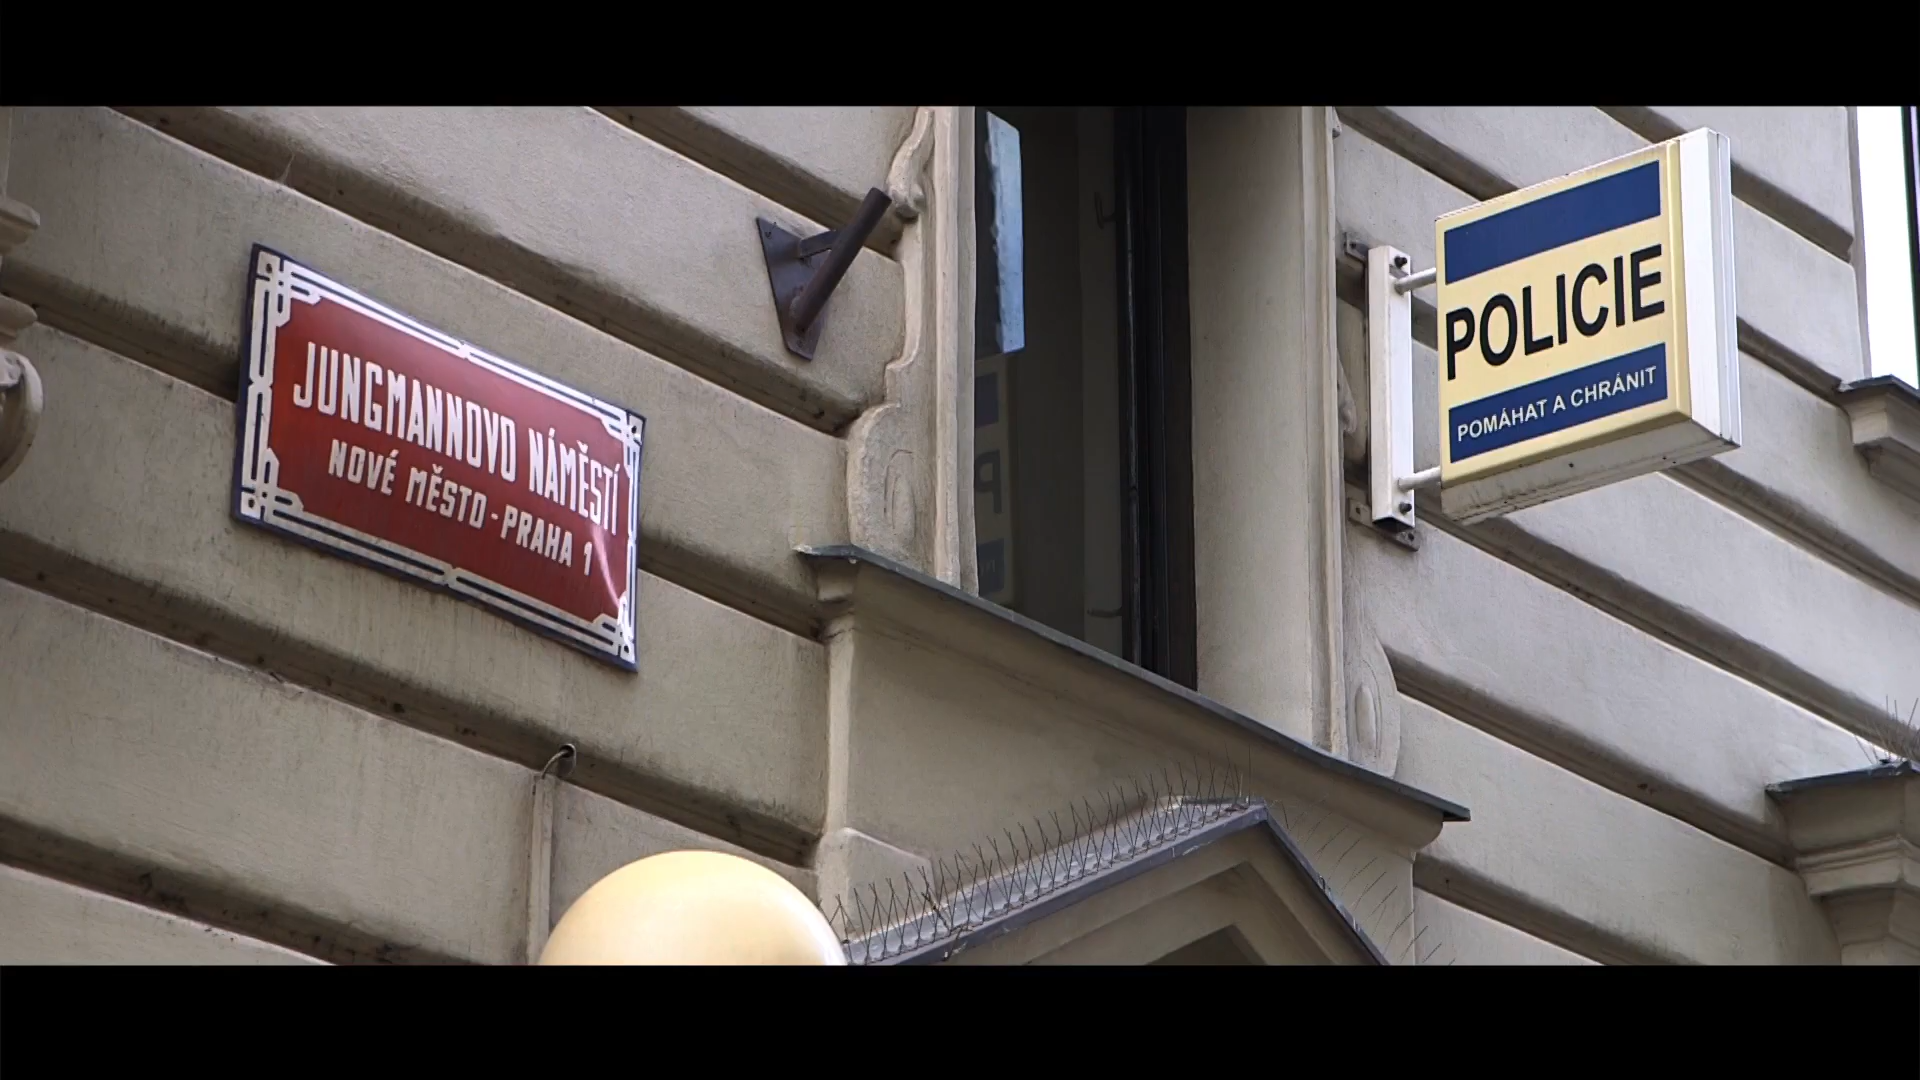 JUNGMANNOVO NÁMĚSTÍ
NOVÉ MĚSTO - PRAHA 1
POLICIE
POMÁHAT A CHRÁNIT